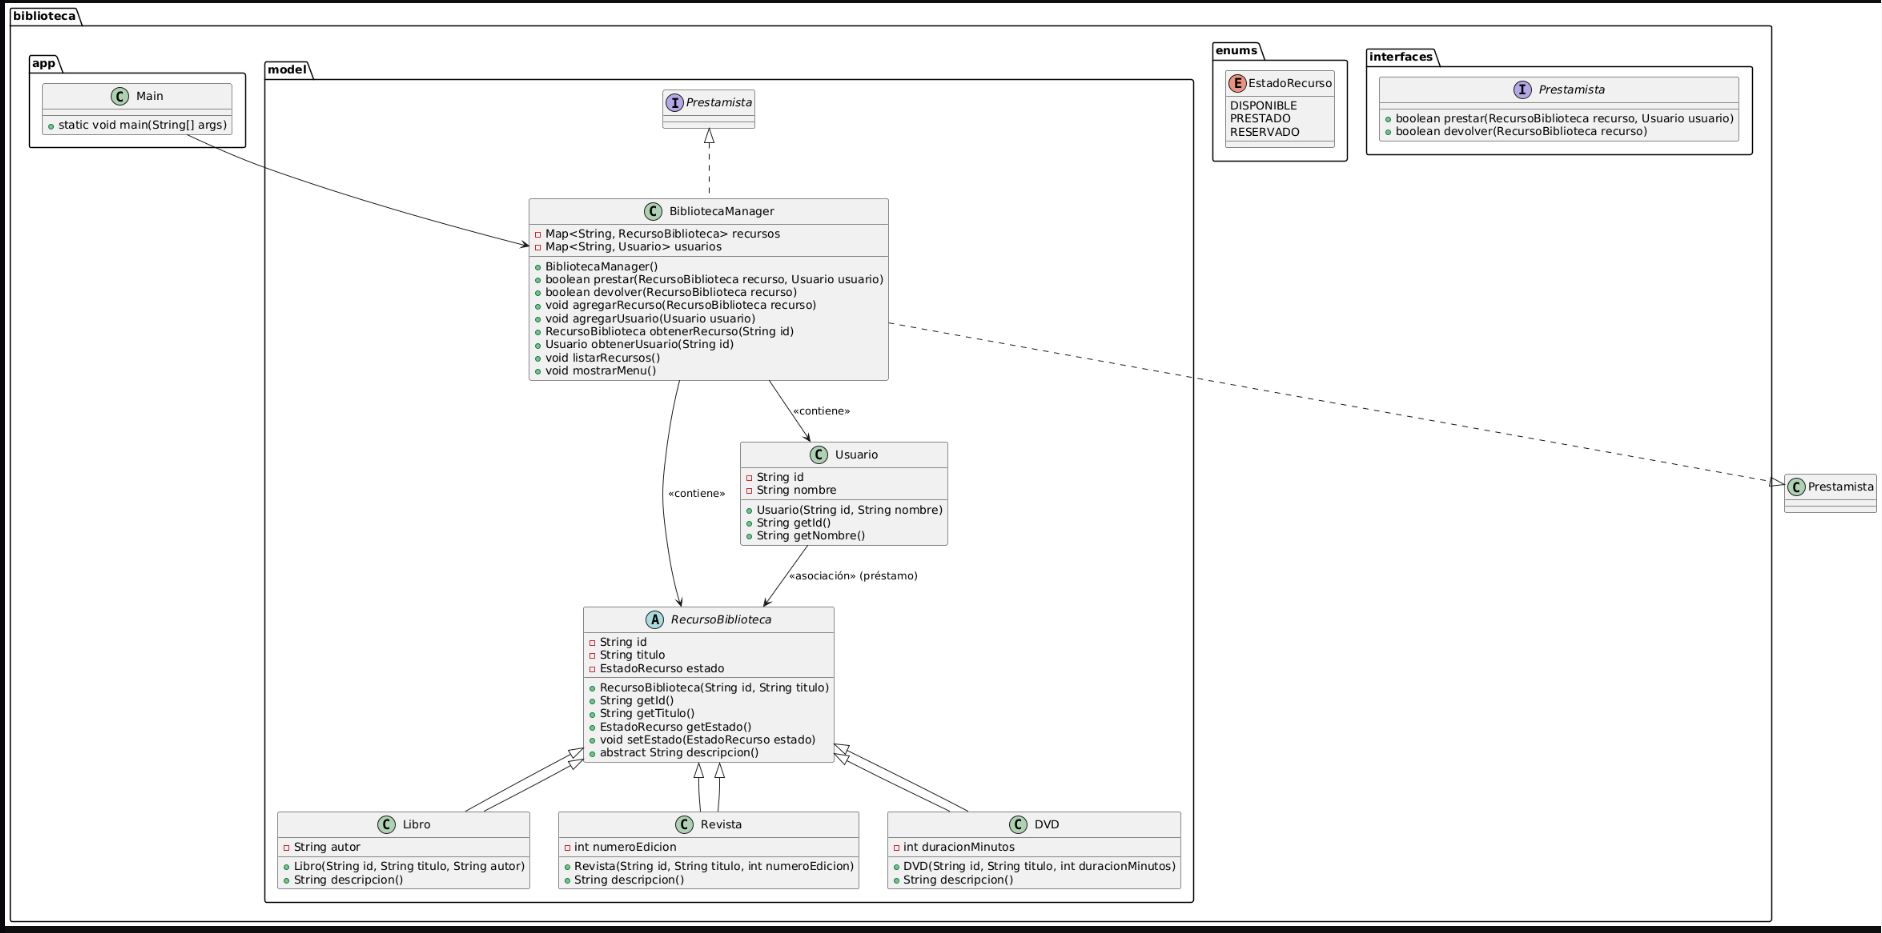 biblioteca
app
C Main
static void main(String[] args)
model
I Prestamista
C BibliotecaManager
Map<String, RecursoBiblioteca> recursos
Map<String, Usuario> usuarios
BibliotecaManager()
boolean prestar(RecursoBiblioteca recurso, Usuario usuario)
boolean devolver(RecursoBiblioteca recurso)
void agregarRecurso(RecursoBiblioteca recurso)
void agregarUsuario(Usuario usuario)
RecursoBiblioteca obtenerRecurso(String id)
Usuario obtenerUsuario(String id)
void listarRecursos()
void mostrarMenu()
«contiene»
«contiene»
C Usuario
String id
String nombre
Usuario(String id, String nombre)
String getId()
String getNombre()
«asociación» (préstamo)
A RecursoBiblioteca
String id
String titulo
EstadoRecurso estado
RecursoBiblioteca(String id, String titulo)
String getId()
String getTitulo()
EstadoRecurso getEstado()
void setEstado(EstadoRecurso estado)
abstract String descripcion()
C Libro
String autor
Libro(String id, String titulo, String autor)
String descripcion()
C Revista
int numeroEdicion
Revista(String id, String titulo, int numeroEdicion)
String descripcion()
C DVD
int duracionMinutos
DVD(String id, String titulo, int duracionMinutos)
String descripcion()
enums
E EstadoRecurso
DISPONIBLE
PRESTADO
RESERVADO
interfaces
I Prestamista
boolean prestar(RecursoBiblioteca recurso, Usuario usuario)
boolean devolver(RecursoBiblioteca recurso)
C Prestamista